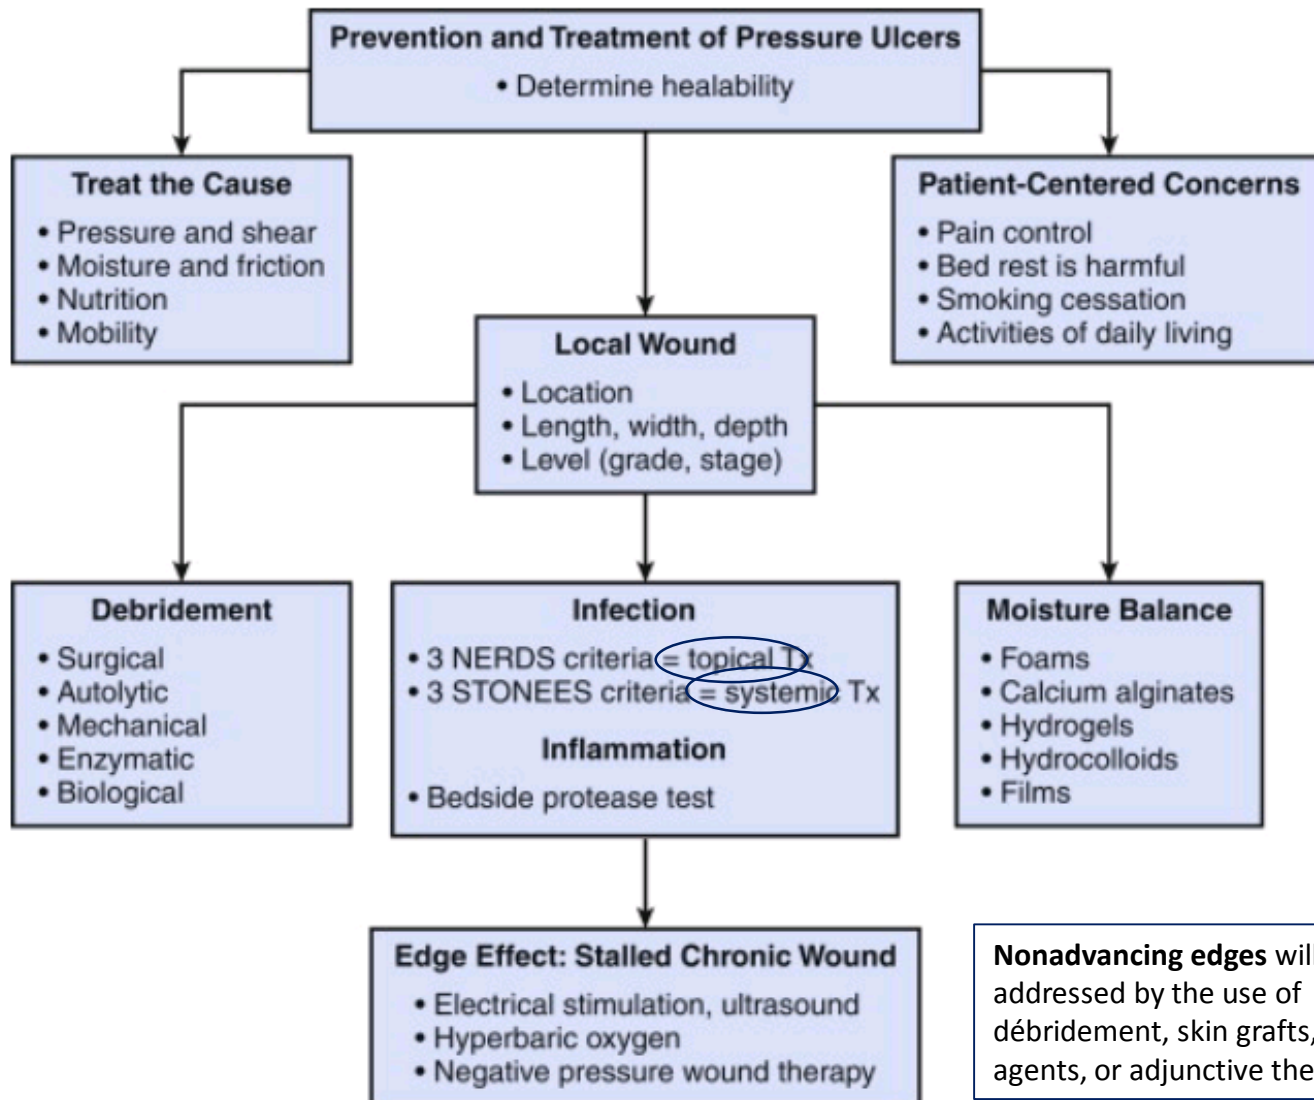 Prevention and Treatment of Pressure Ulcers
• Determine healability
Treat the Cause
• Pressure and shear
• Moisture and friction
• Nutrition
• Mobility
Patient-Centered Concerns
• Pain control
• Bed rest is harmful
• Smoking cessation
• Activities of daily living
Local Wound
• Location
• Length, width, depth
• Level (grade, stage)
Debridement
• Surgical
• Autolytic
• Mechanical
• Enzymatic
• Biological
Infection
• 3 NERDS criteria = topical Tx
• 3 STONEES criteria = systemic Tx
Inflammation
• Bedside protease test
Moisture Balance
• Foams
• Calcium alginates
• Hydrogels
• Hydrocolloids
• Films
Edge Effect: Stalled Chronic Wound
• Electrical stimulation, ultrasound
• Hyperbaric oxygen
• Negative pressure wound therapy
Nonadvancing edges wil
addressed by the use of
débridement, skin grafts,
agents, or adjunctive the